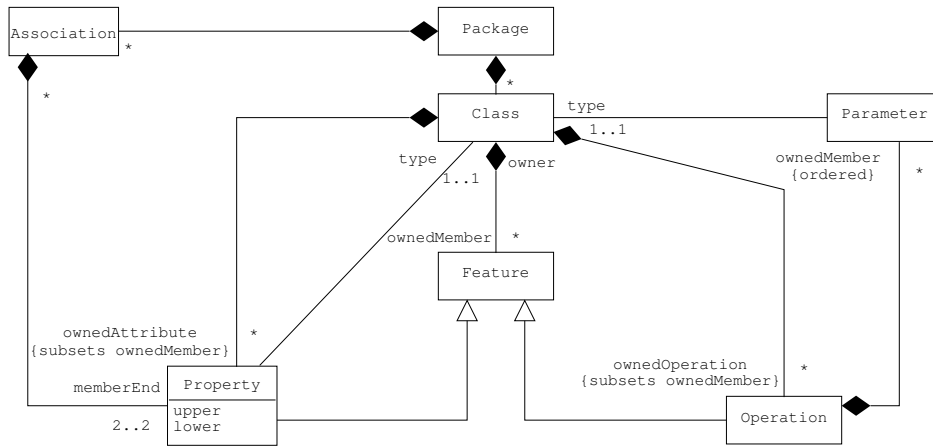 Association
*
Package
*
Class
type
1..1
Parameter
*
type
1..1
owner
ownedMember
{ordered}
*
ownedMember
*
Feature
ownedAttribute
{subsets ownedMember}
*
ownedOperation
{subsets ownedMember}
*
memberEnd
2..2
Property
upper
lower
Operation